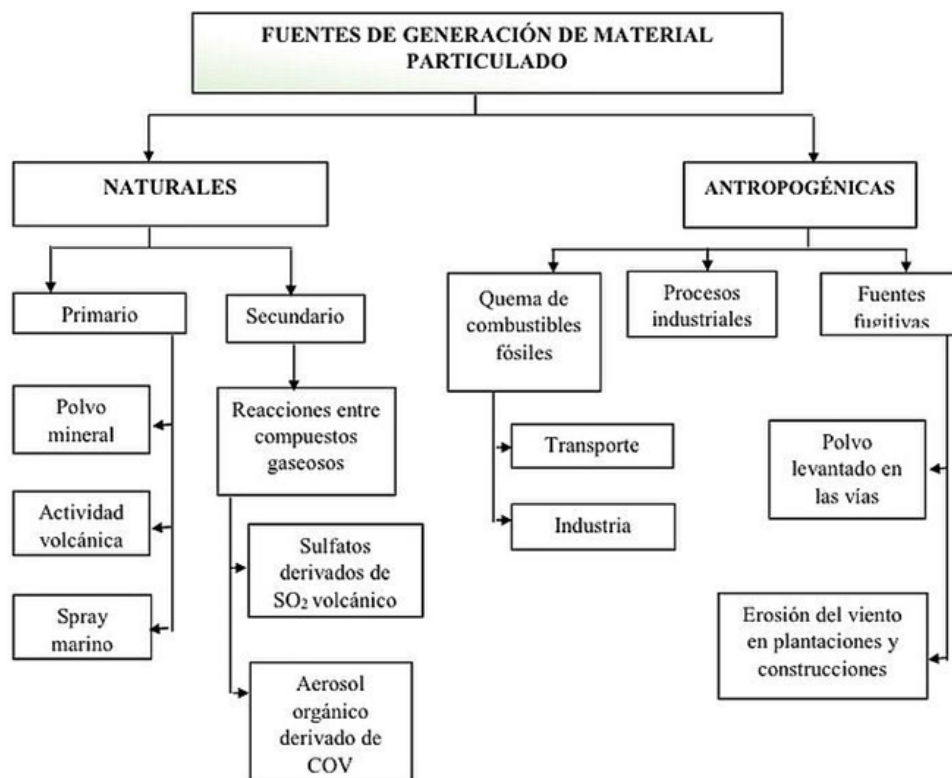 FUENTES DE GENERACIÓN DE MATERIAL
PARTICULADO
NATURALES
ANTROPOGÉNICAS
Primario
Secundario
Quema de
combustibles
fósiles
Procesos
industriales
Fuentes
fugitivas
Polvo
mineral
Actividad
volcánica
Spray
marino
Reacciones entre
compuestos
gaseosos
Sulfatos
derivados de
SO₂ volcánico
Aerosol
orgánico
derivado de
COV
Transporte
Industria
Polvo
levantado en
las vías
Erosión del viento
en plantaciones y
construcciones